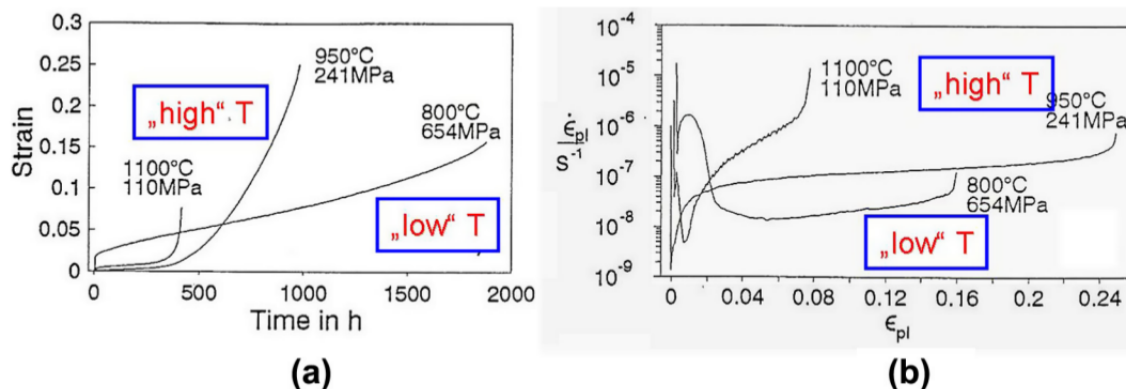 0.3
0.25
0.2
0.15
0.1
0.05
0
Strain
950°C
241MPa
„high“ T
800°C
654MPa
1100°C
110MPa
„low“ T
0 500 1000 1500 2000
Time in h
(a)
10⁻⁴
10⁻⁵
10⁻⁶
10⁻⁷
10⁻⁸
10⁻⁹
ε̇pl
S⁻¹
1100°C
110MPa
„high“ T
950°C
241MPa
800°C
654MPa
„low“ T
0 0.04 0.08 0.12 0.16 0.2 0.24
εpl
(b)